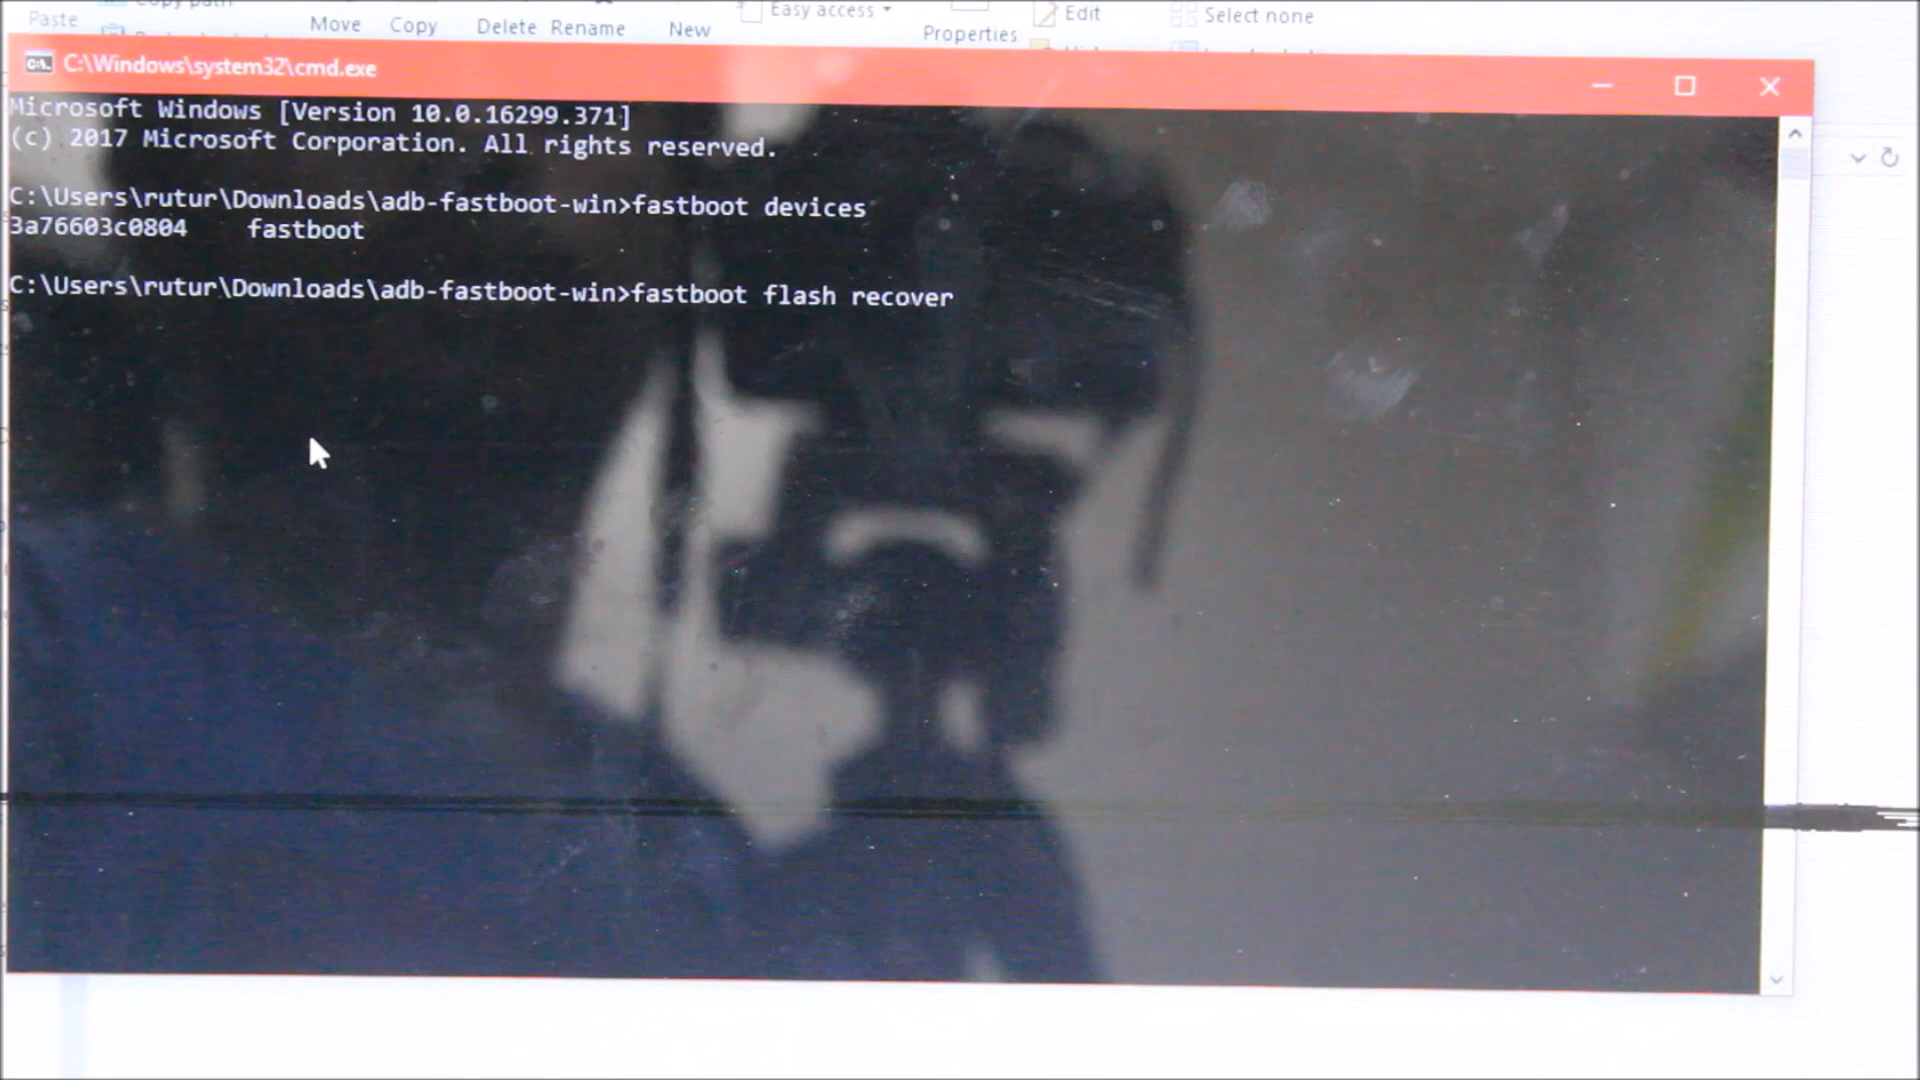 Paste
Move
Copy
Delete
Rename
New
Easy access
Properties
Edit
Select none
C:\Windows\system32\cmd.exe
Microsoft Windows [Version 10.0.16299.371]
(c) 2017 Microsoft Corporation. All rights reserved.
C:\Users\rutur\Downloads\adb-fastboot-win>fastboot devices
3a76603c0804 fastboot
C:\Users\rutur\Downloads\adb-fastboot-win>fastboot flash recover